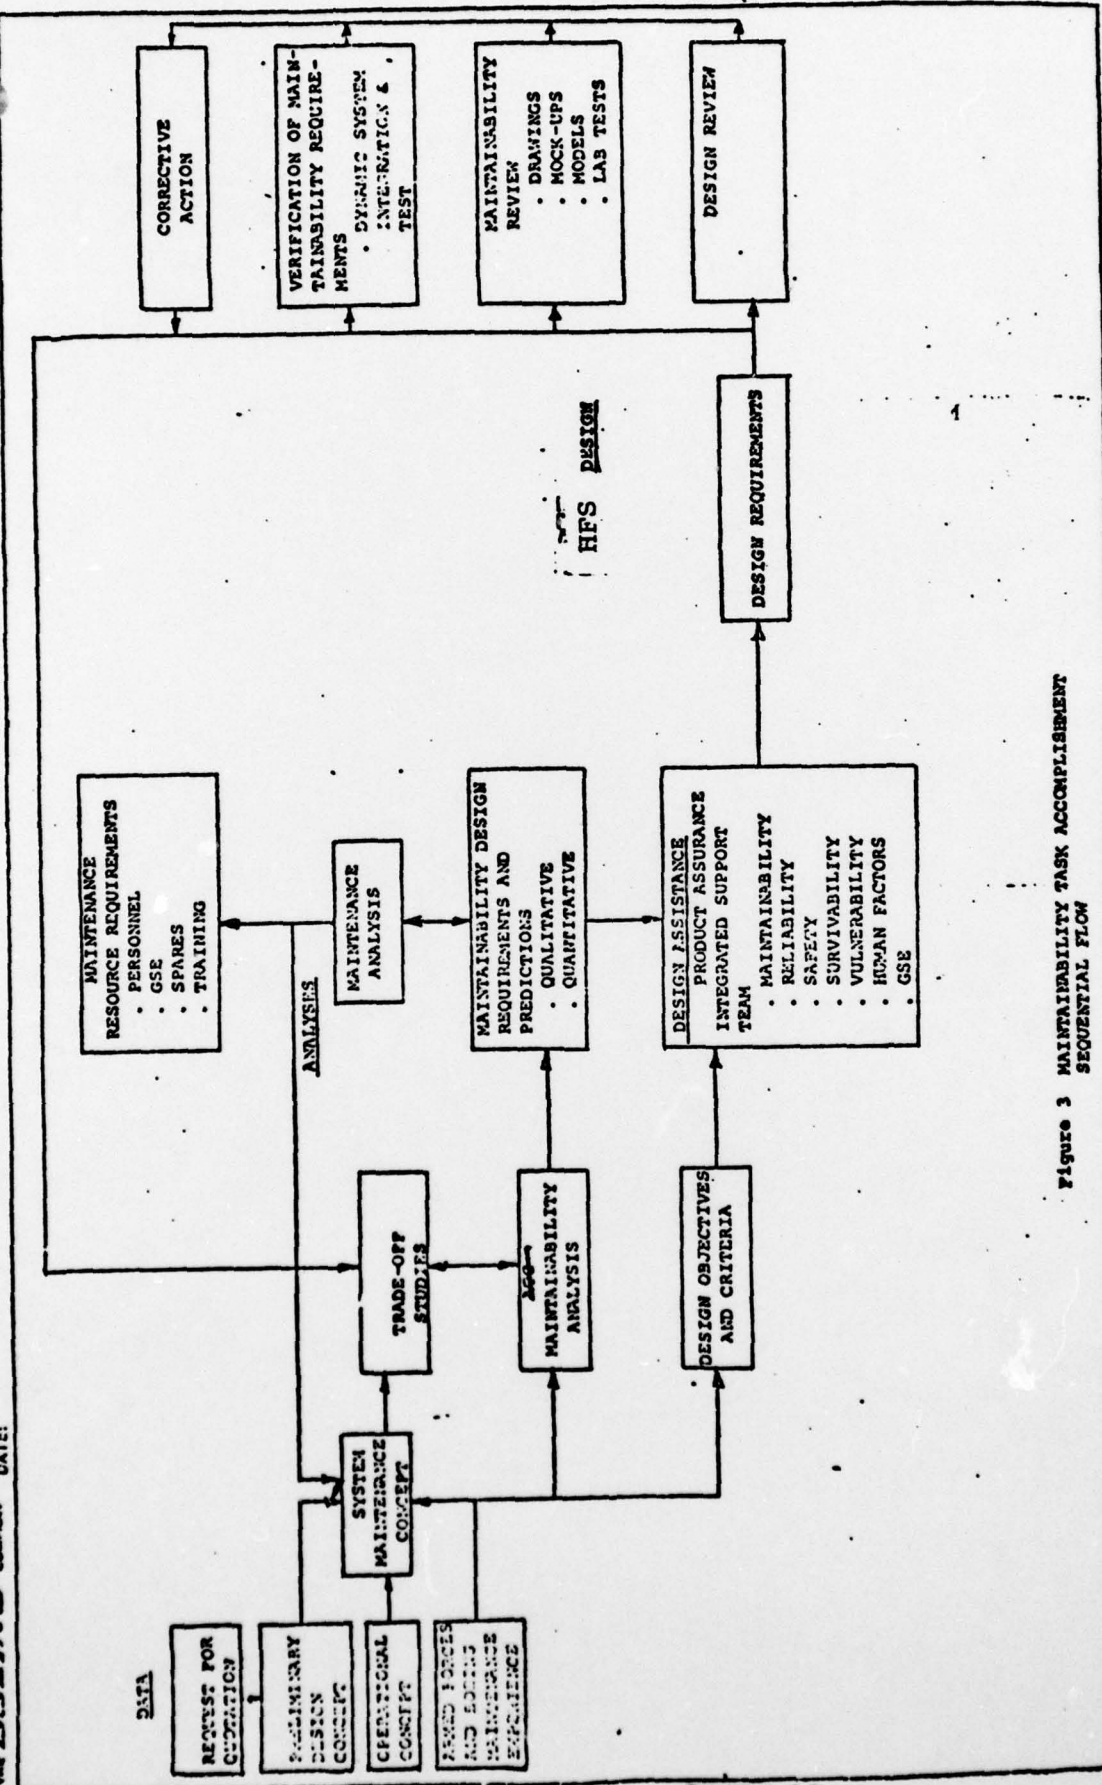 DATE:
DATA
REQUEST FOR
QUOTATION
PRELIMINARY
DESIGN
CONCEPT
OPERATIONAL
CONCEPT
ARMED FORCES
AND BOEING
MAINTENANCE
EXPERIENCE
SYSTEM
MAINTENANCE
CONCEPT
TRADE-OFF
STUDIES
MAINTAINABILITY
ANALYSIS
DESIGN OBJECTIVES
AND CRITERIA
ANALYSES
MAINTENANCE
RESOURCE REQUIREMENTS
• PERSONNEL
• GSE
• SPARES
• TRAINING
MAINTENANCE
ANALYSIS
MAINTAINABILITY DESIGN
REQUIREMENTS AND
PREDICTIONS
• QUALITATIVE
• QUANTITATIVE
DESIGN ASSISTANCE
PRODUCT ASSURANCE
INTEGRATED SUPPORT
TEAM
• MAINTAINABILITY
• RELIABILITY
• SAFETY
• SURVIVABILITY
• VULNERABILITY
• HUMAN FACTORS
• GSE
HFS DESIGN
DESIGN REQUIREMENTS
CORRECTIVE
ACTION
VERIFICATION OF MAIN-
TAINABILITY REQUIRE-
MENTS
• DYNAMIC SYSTEM
INTEGRATION &
TEST
MAINTAINABILITY
REVIEW
• DRAWINGS
• MOCK-UPS
• MODELS
• LAB TESTS
DESIGN REVIEW
Figure 3 MAINTAINABILITY TASK ACCOMPLISHMENT
SEQUENTIAL FLOW